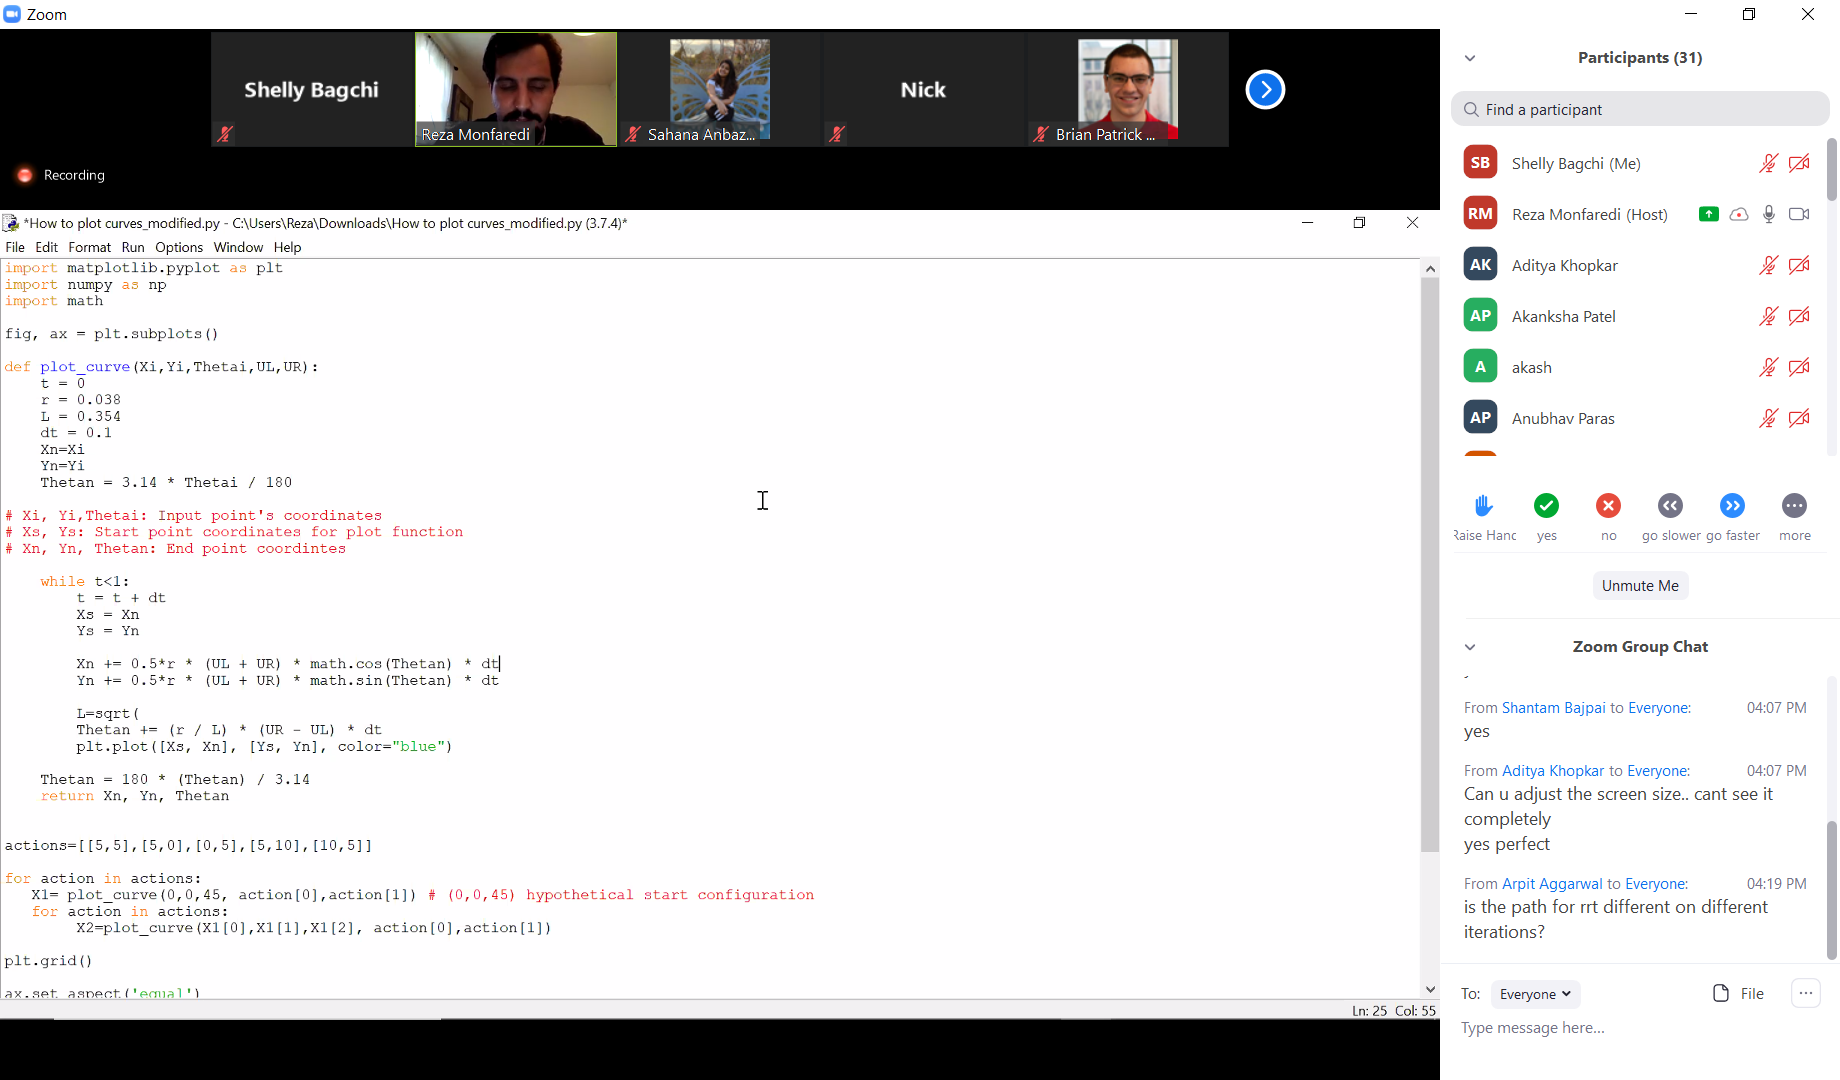 Zoom
Shelly Bagchi
Reza Monfaredi
Sahana Anbaz...
Nick
Brian Patrick ...
Recording
*How to plot curves_modified.py - C:\Users\Reza\Downloads\How to plot curves_modified.py (3.7.4)*
File Edit Format Run Options Window Help
import matplotlib.pyplot as plt
import numpy as np
import math
fig, ax = plt.subplots()
def plot_curve(Xi,Yi,Thetai,UL,UR):
    t = 0
    r = 0.038
    L = 0.354
    dt = 0.1
    Xn=Xi
    Yn=Yi
    Thetan = 3.14 * Thetai / 180
# Xi, Yi,Thetai: Input point's coordinates
# Xs, Ys: Start point coordinates for plot function
# Xn, Yn, Thetan: End point coordintes
    while t<1:
        t = t + dt
        Xs = Xn
        Ys = Yn
        Xn += 0.5*r * (UL + UR) * math.cos(Thetan) * dt
        Yn += 0.5*r * (UL + UR) * math.sin(Thetan) * dt
        L=sqrt(
        Thetan += (r / L) * (UR - UL) * dt
        plt.plot([Xs, Xn], [Ys, Yn], color="blue")
    Thetan = 180 * (Thetan) / 3.14
    return Xn, Yn, Thetan
actions=[[5,5],[5,0],[0,5],[5,10],[10,5]]
for action in actions:
   X1= plot_curve(0,0,45, action[0],action[1]) # (0,0,45) hypothetical start configuration
   for action in actions:
        X2=plot_curve(X1[0],X1[1],X1[2], action[0],action[1])
plt.grid()
ax.set_aspect('equal')
Ln: 25 Col: 55
Participants (31)
Find a participant
SB Shelly Bagchi (Me)
RM Reza Monfaredi (Host)
AK Aditya Khopkar
AP Akanksha Patel
A akash
AP Anubhav Paras
Raise Hand yes no go slower go faster more
Unmute Me
Zoom Group Chat
From Shantam Bajpai to Everyone: 04:07 PM
yes
From Aditya Khopkar to Everyone: 04:07 PM
Can u adjust the screen size.. cant see it
completely
yes perfect
From Arpit Aggarwal to Everyone: 04:19 PM
is the path for rrt different on different
iterations?
To: Everyone File
Type message here...